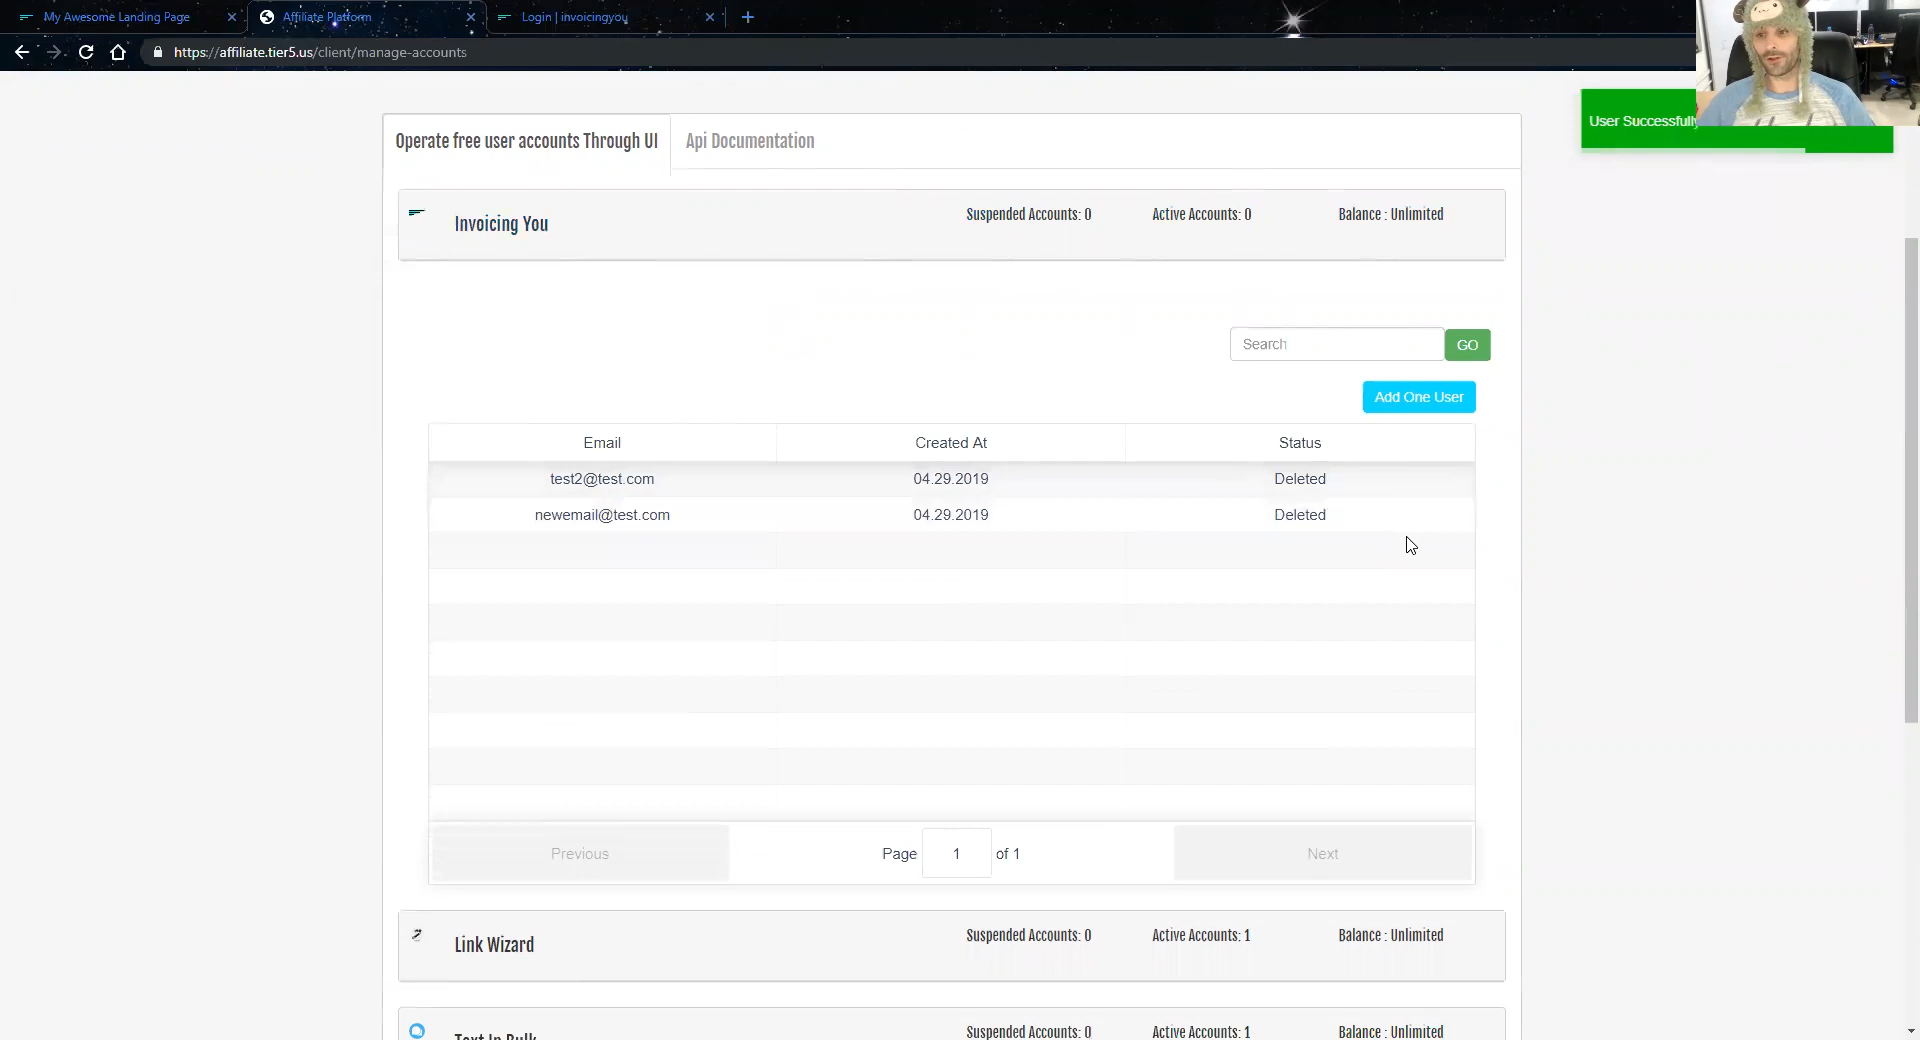 My Awesome Landing Page
Affiliate Platform
Login | invoicingyou
https://affiliate.tier5.us/client/manage-accounts
User Successfully
Operate free user accounts Through UI
Api Documentation
Invoicing You
Suspended Accounts: 0
Active Accounts: 0
Balance : Unlimited
Search
GO
Add One User
Email Created At Status
test2@test.com 04.29.2019 Deleted
newemail@test.com 04.29.2019 Deleted
Previous
Page 1 of 1
Next
Link Wizard
Suspended Accounts: 0
Active Accounts: 1
Balance : Unlimited
Text In Bulk
Suspended Accounts: 0
Active Accounts: 1
Balance : Unlimited